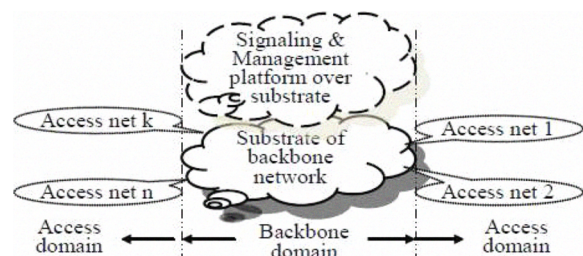 Signaling &
Management
platform over
substrate
Access net k
Access net 1
Substrate of
backbone
network
Access net n
Access net 2
Access
domain
Backbone
domain
Access
domain